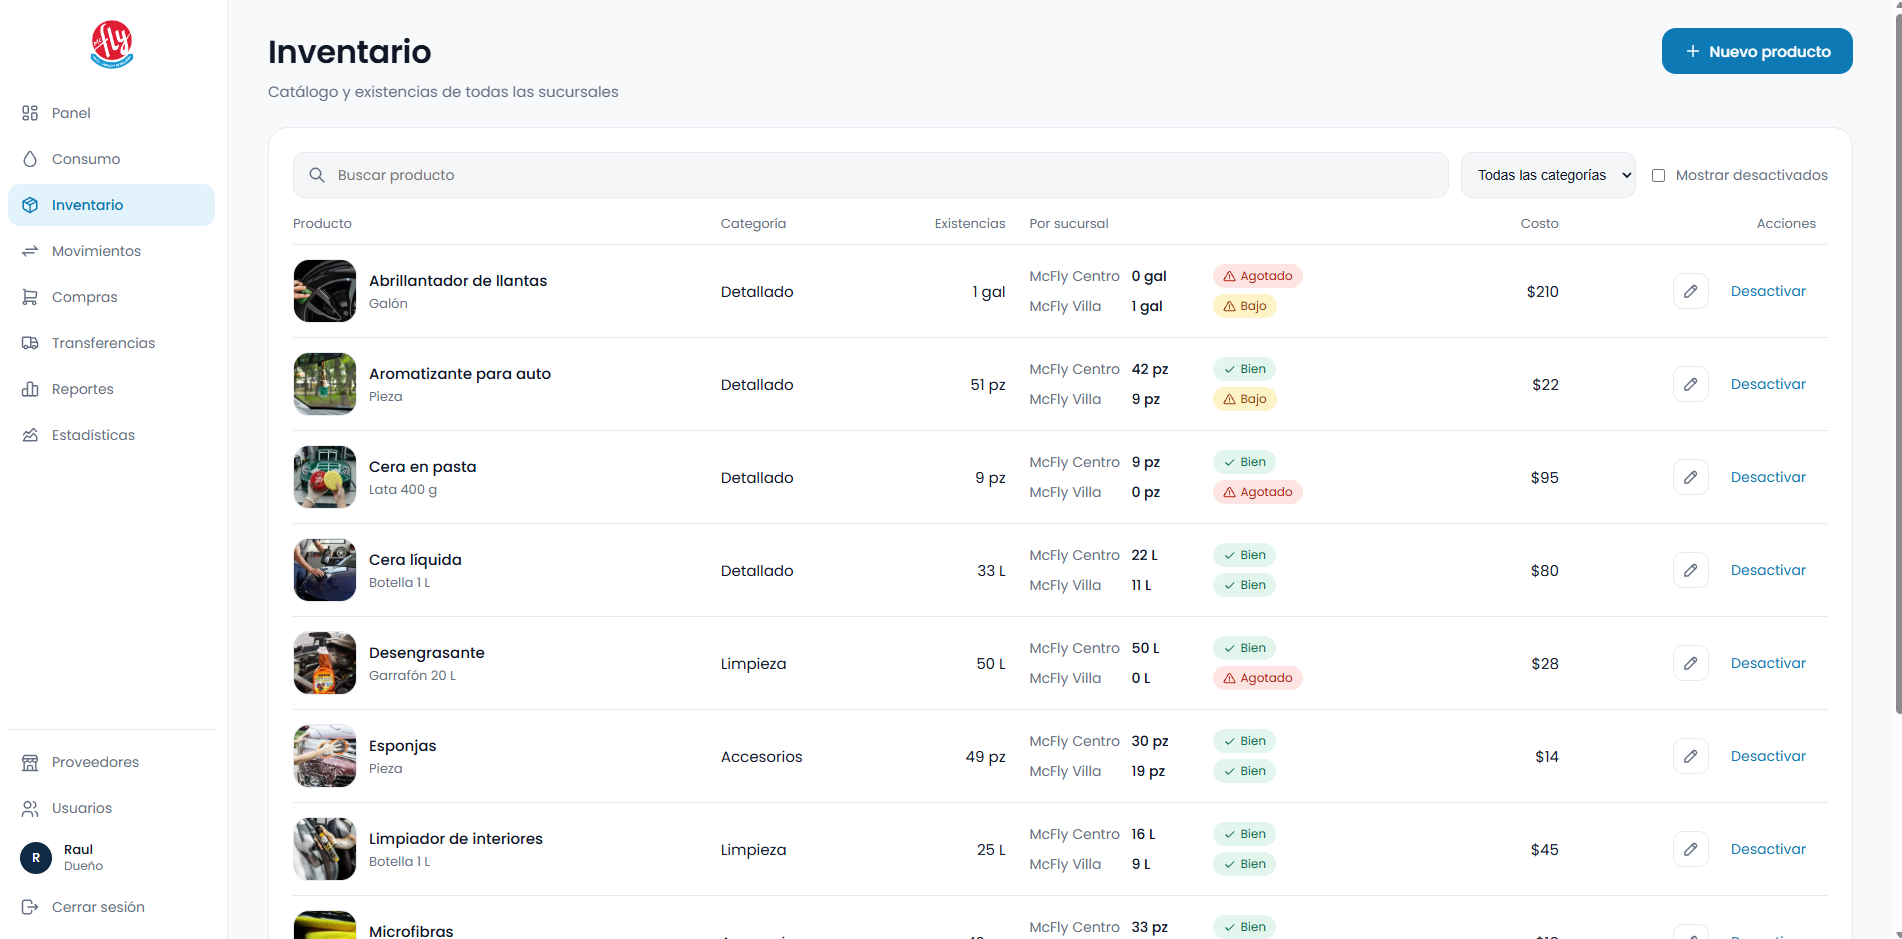 fly
Panel
Consumo
Inventario
Movimientos
Compras
Transferencias
Reportes
Estadísticas
Proveedores
Usuarios
R
Raul
Dueño
Cerrar sesión
Inventario
Catálogo y existencias de todas las sucursales
+ Nuevo producto
Buscar producto
Todas las categorías
Mostrar desactivados
Producto Categoría Existencias Por sucursal Costo Acciones
Abrillantador de llantas
Galón
Detallado
1 gal
McFly Centro 0 gal Agotado
McFly Villa 1 gal Bajo
$210
Desactivar
Aromatizante para auto
Pieza
Detallado
51 pz
McFly Centro 42 pz Bien
McFly Villa 9 pz Bajo
$22
Desactivar
Cera en pasta
Lata 400 g
Detallado
9 pz
McFly Centro 9 pz Bien
McFly Villa 0 pz Agotado
$95
Desactivar
Cera líquida
Botella 1 L
Detallado
33 L
McFly Centro 22 L Bien
McFly Villa 11 L Bien
$80
Desactivar
Desengrasante
Garrafón 20 L
Limpieza
50 L
McFly Centro 50 L Bien
McFly Villa 0 L Agotado
$28
Desactivar
Esponjas
Pieza
Accesorios
49 pz
McFly Centro 30 pz Bien
McFly Villa 19 pz Bien
$14
Desactivar
Limpiador de interiores
Botella 1 L
Limpieza
25 L
McFly Centro 16 L Bien
McFly Villa 9 L Bien
$45
Desactivar
Microfibras
McFly Centro 33 pz Bien